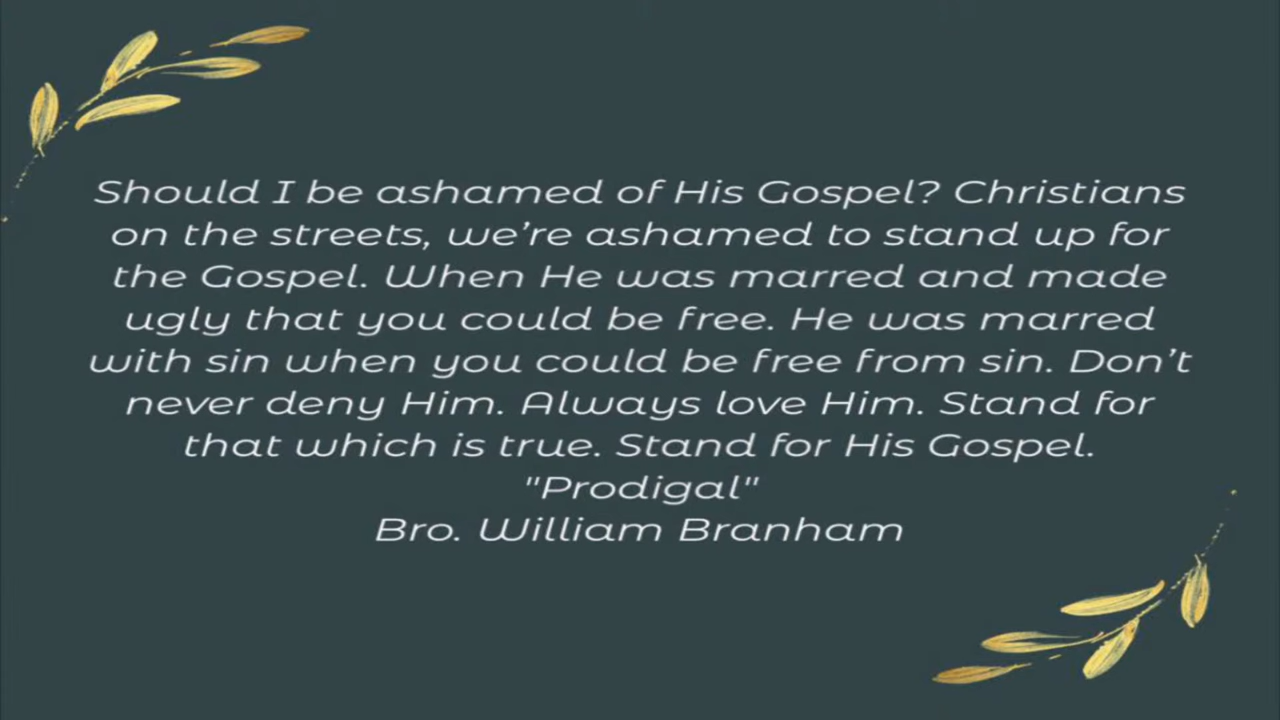 Should I be ashamed of His Gospel? Christians
on the streets, we’re ashamed to stand up for
the Gospel. When He was marred and made
ugly that you could be free. He was marred
with sin when you could be free from sin. Don’t
never deny Him. Always love Him. Stand for
that which is true. Stand for His Gospel.
"Prodigal"
Bro. William Branham